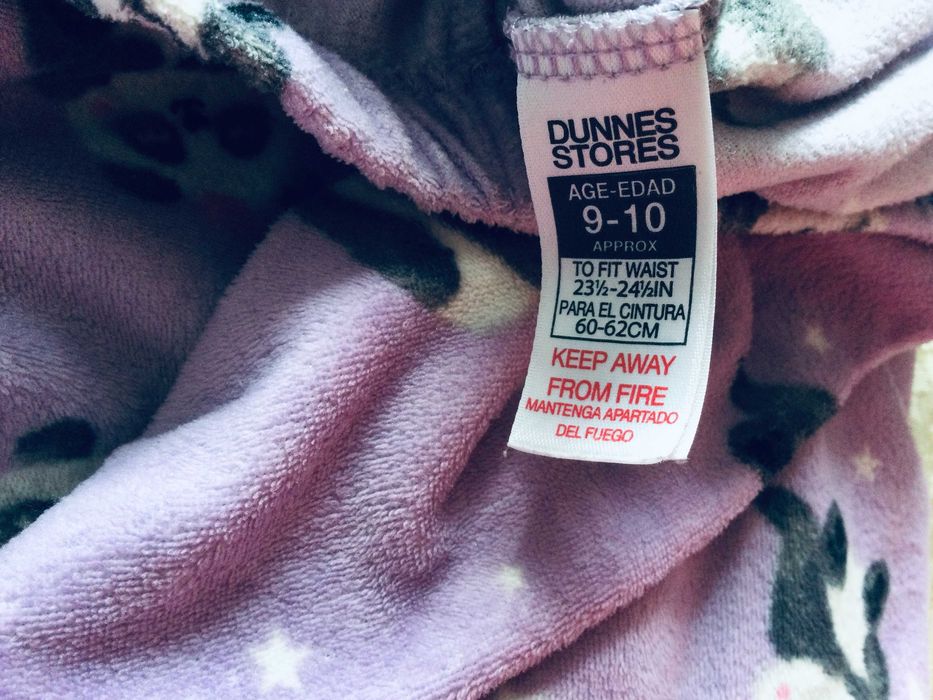 DUNNES
STORES
AGE-EDAD
9-10
APPROX
TO FIT WAIST
23½-24½IN
PARA EL CINTURA
60-62CM
KEEP AWAY
FROM FIRE
MANTENGA APARTADO
DEL FUEGO